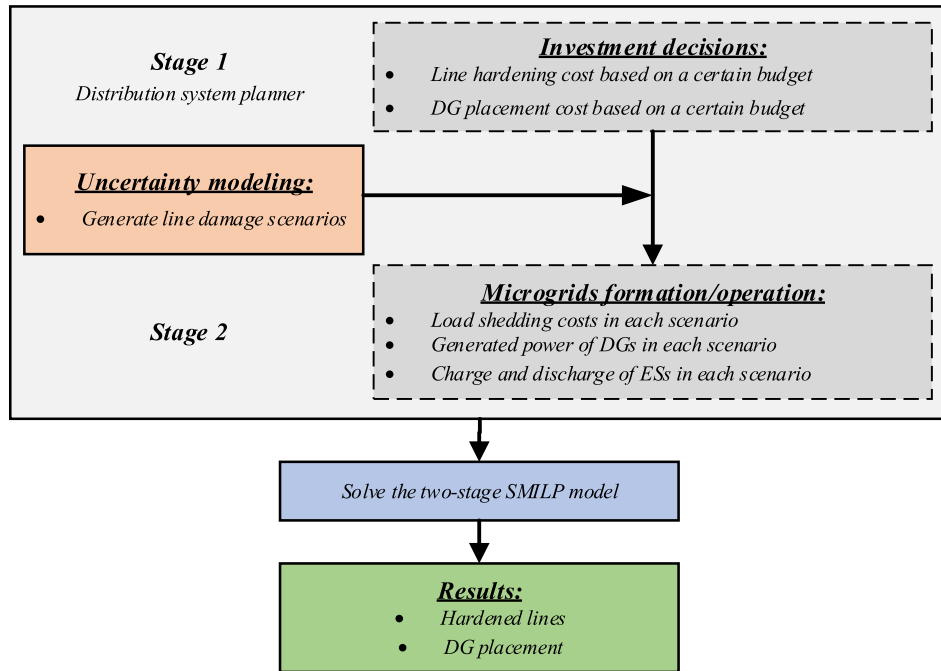 Stage 1
Distribution system planner
Investment decisions:
• Line hardening cost based on a certain budget
• DG placement cost based on a certain budget
Uncertainty modeling:
• Generate line damage scenarios
Stage 2
Microgrids formation/operation:
• Load shedding costs in each scenario
• Generated power of DGs in each scenario
• Charge and discharge of ESs in each scenario
Solve the two-stage SMILP model
Results:
• Hardened lines
• DG placement